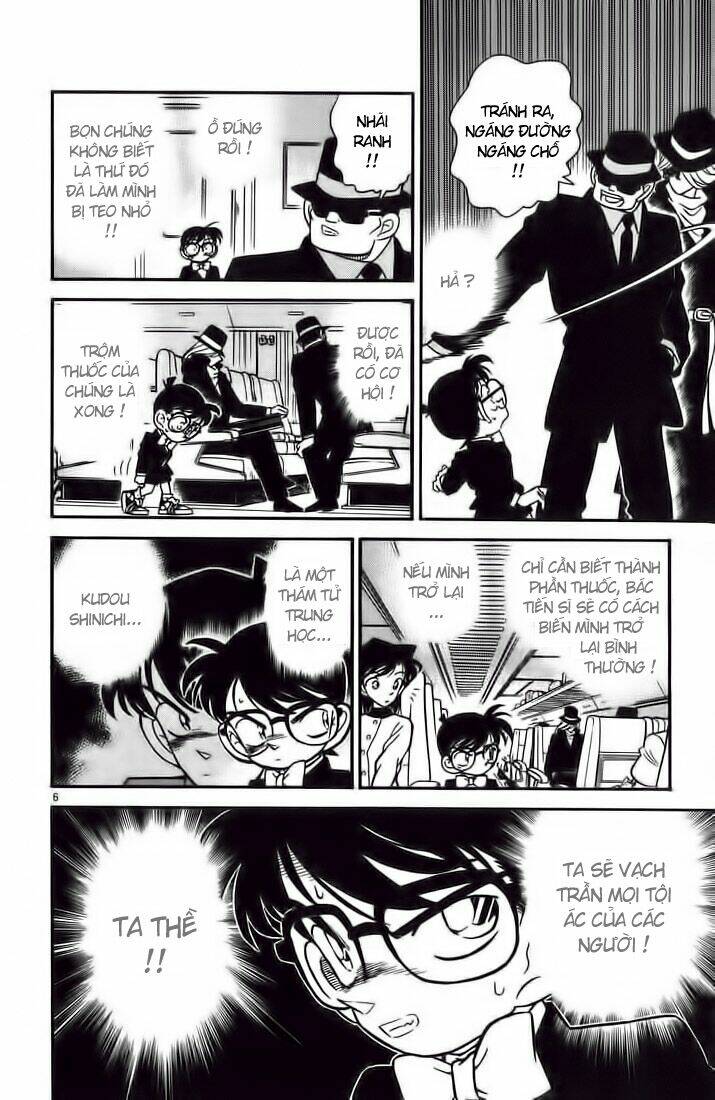 TRÁNH RA,
NGÁNG ĐƯỜNG
NGÁNG CHỔ
!!
HẢ ?
NHÃI
RANH
!!
Ồ ĐÚNG
RỒI !
BỌN CHÚNG
KHÔNG BIẾT
LÀ THỨ ĐÓ
ĐÃ LÀM MÌNH
BỊ TEO NHỎ
!!
ĐƯỢC
RỒI, ĐÃ
CÓ CƠ
HỘI !
TRỘM
THUỐC CỦA
CHÚNG LÀ
XONG !
CHỈ CẦN BIẾT THÀNH
PHẦN THUỐC, BÁC
TIẾN SĨ SẼ CÓ CÁCH
BIẾN MÌNH TRỞ
LẠI BÌNH
THƯỜNG !
NẾU MÌNH
TRỞ LẠI
...
LÀ MỘT
THÁM TỬ
TRUNG
HỌC...
KUDOU
SHINICHI...
6
TA SẼ VẠCH
TRẦN MỌI TỘI
ÁC CỦA CÁC
NGƯỜI !
TA THỀ
!!